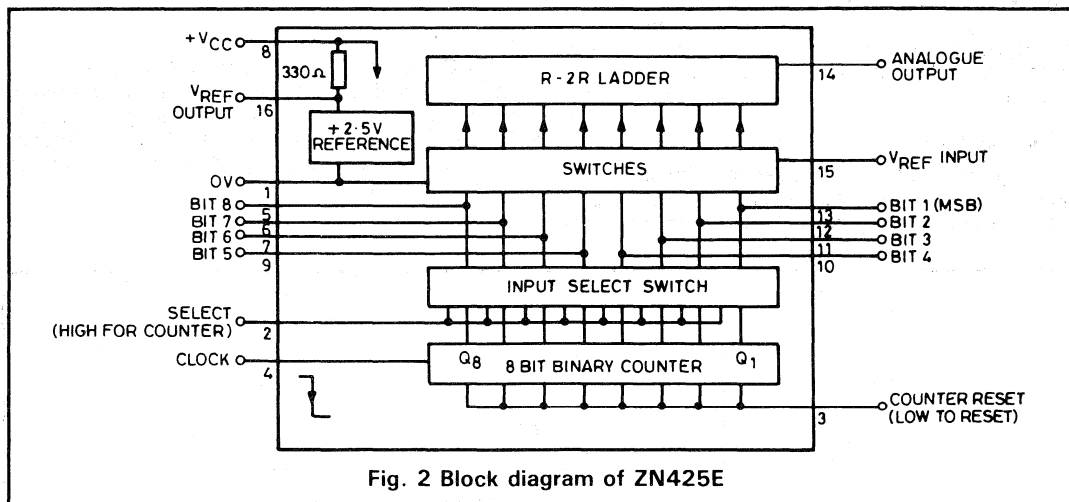 +VCC
8
330Ω
VREF
OUTPUT
16
+2·5V
REFERENCE
0V
1
BIT 8
5
BIT 7
6
BIT 6
7
BIT 5
9
SELECT
(HIGH FOR COUNTER)
2
CLOCK
4
R-2R LADDER
SWITCHES
INPUT SELECT SWITCH
Q8
8 BIT BINARY COUNTER
Q1
ANALOGUE
OUTPUT
14
VREF INPUT
15
BIT 1 (MSB)
13
BIT 2
12
BIT 3
11
BIT 4
10
COUNTER RESET
(LOW TO RESET)
3
Fig. 2 Block diagram of ZN425E